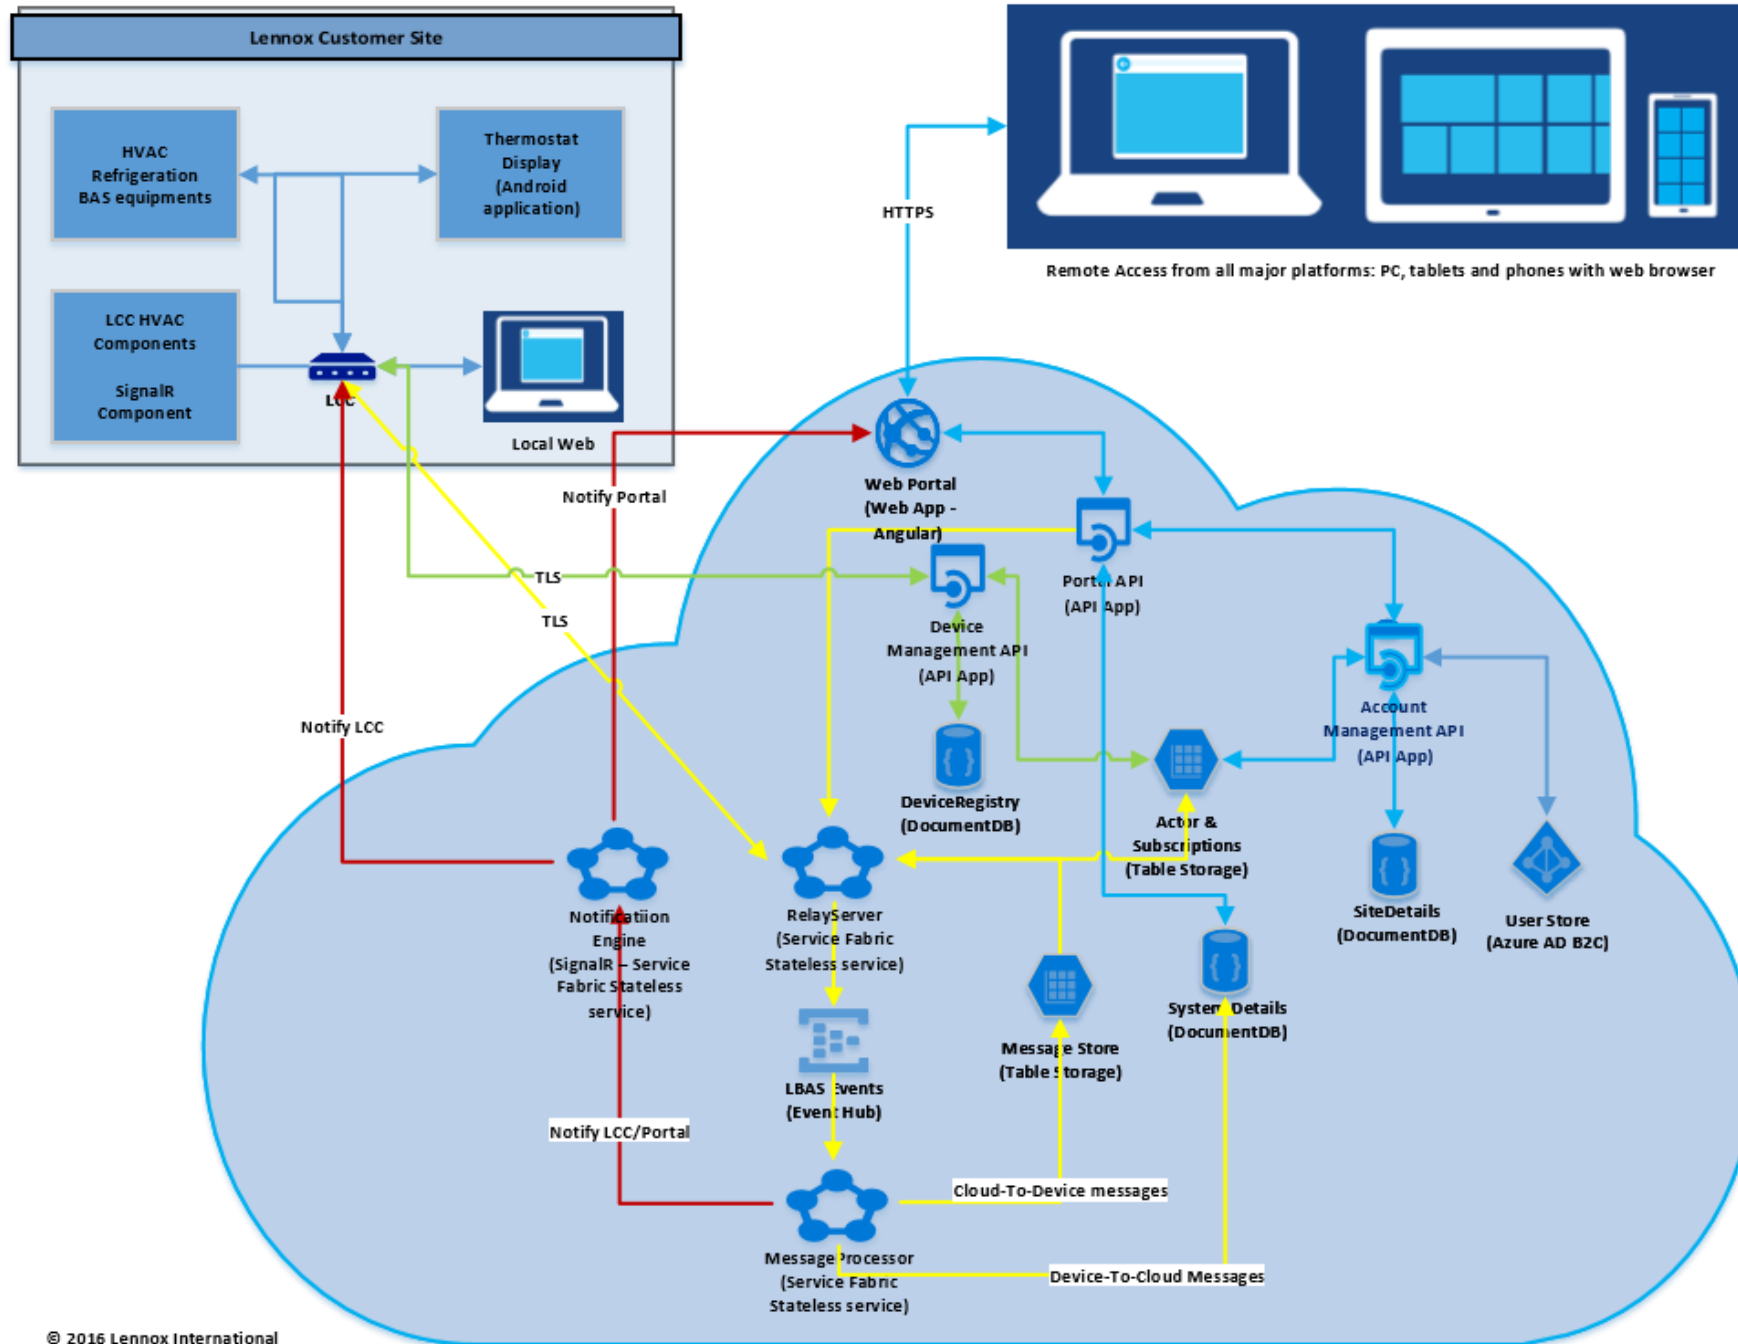 Lennox Customer Site
HVAC
Refrigeration
BAS equipments
Thermostat
Display
(Android
application)
LCC HVAC
Components
SignalR
Component
LCC
Local Web
HTTPS
Remote Access from all major platforms: PC, tablets and phones with web browser
Notify Portal
Web Portal
(Web App -
Angular)
TLS
TLS
Portal API
(API App)
Device
Management API
(API App)
Notify LCC
Account
Management API
(API App)
DeviceRegistry
(DocumentDB)
Actor &
Subscriptions
(Table Storage)
Notificatiion
Engine
(SignalR – Service
Fabric Stateless
service)
RelayServer
(Service Fabric
Stateless service)
SiteDetails
(DocumentDB)
User Store
(Azure AD B2C)
System Details
(DocumentDB)
Message Store
(Table Storage)
LBAS Events
(Event Hub)
Notify LCC/Portal
Cloud-To-Device messages
MessageProcessor
(Service Fabric
Stateless service)
Device-To-Cloud Messages
© 2016 Lennox International